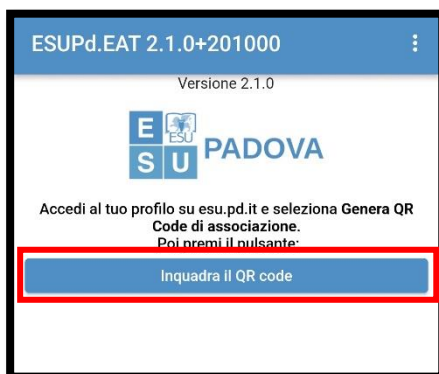 ESUPd.EAT 2.1.0+201000
Versione 2.1.0
E ESU
S U PADOVA
Accedi al tuo profilo su esu.pd.it e seleziona Genera QR
Code di associazione.
Poi premi il pulsante:
Inquadra il QR code